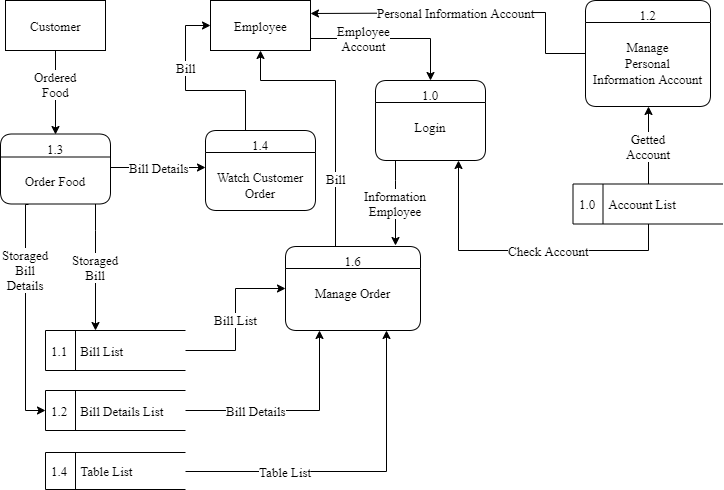 Customer
Employee
Personal Information Account
1.2
Manage
Personal
Information Account
Employee
Account
Ordered
Food
Bill
1.0
Login
1.3
Order Food
Bill Details
1.4
Watch Customer
Order
Bill
Information
Employee
Getted
Account
1.0
Account List
Check Account
Storaged
Bill
Details
Storaged
Bill
1.6
Manage Order
Bill List
1.1
Bill List
1.2
Bill Details List
Bill Details
1.4
Table List
Table List